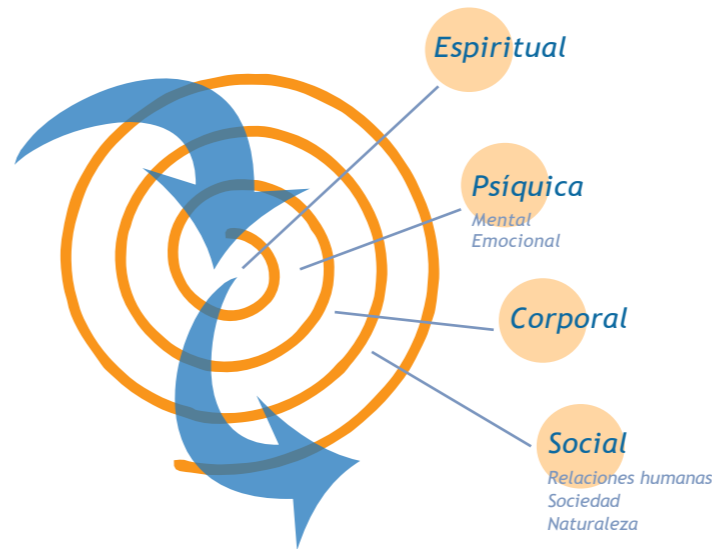 Espiritual
Psíquica
Mental
Emocional
Corporal
Social
Relaciones humanas
Sociedad
Naturaleza